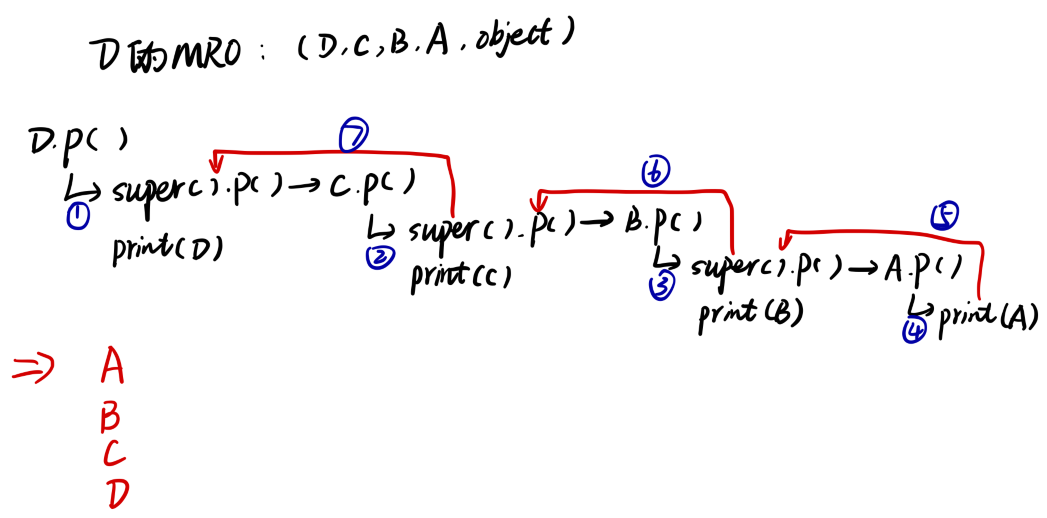 D的MRO : (D,C,B,A,object)
D.p()
⑦
⑥
⑤
① ↳ super().p() → C.p()
print(D)
② ↳ super().p() → B.p()
print(C)
③ ↳ super().p() → A.p()
print(B)
④ ↳ print(A)
⇒ A
B
C
D